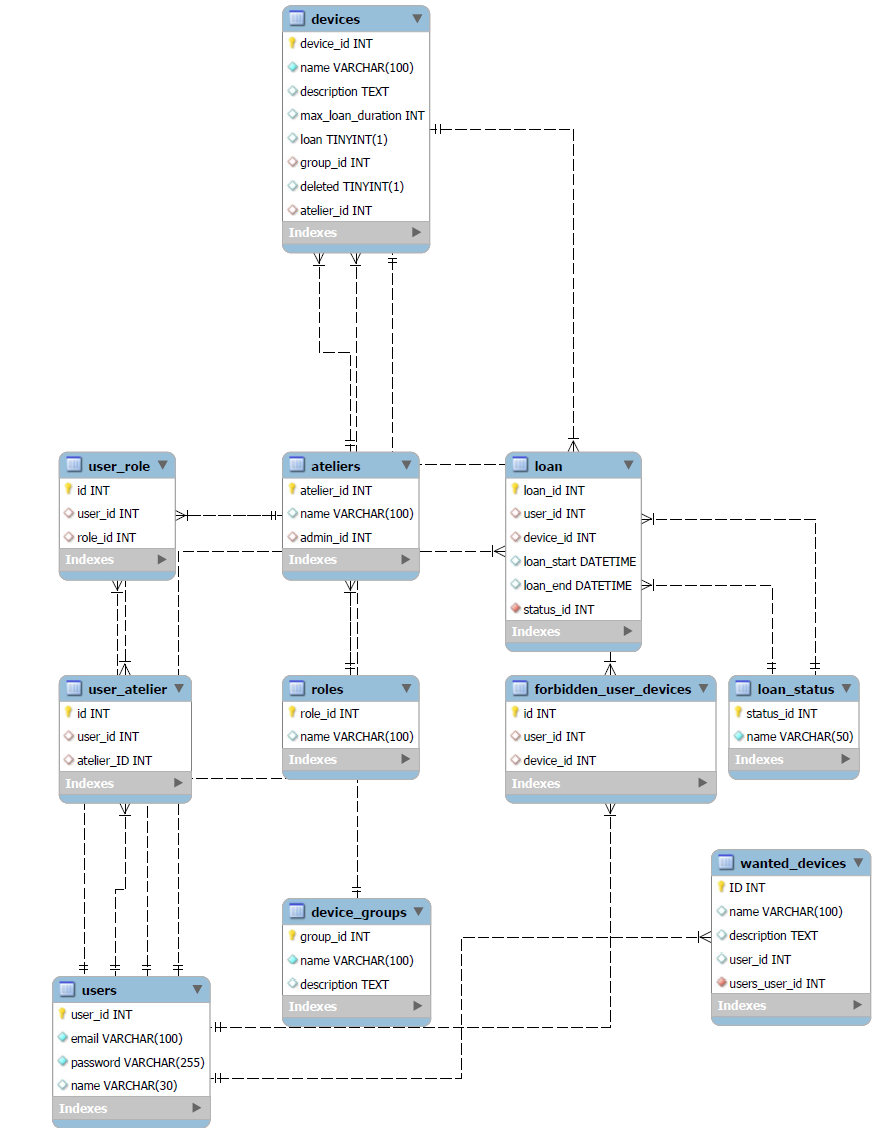 devices
device_id INT
name VARCHAR(100)
description TEXT
max_loan_duration INT
loan TINYINT(1)
group_id INT
deleted TINYINT(1)
atelier_id INT
Indexes
user_role
id INT
user_id INT
role_id INT
Indexes
ateliers
atelier_id INT
name VARCHAR(100)
admin_id INT
Indexes
loan
loan_id INT
user_id INT
device_id INT
loan_start DATETIME
loan_end DATETIME
status_id INT
Indexes
user_atelier
id INT
user_id INT
atelier_ID INT
Indexes
roles
role_id INT
name VARCHAR(100)
Indexes
forbidden_user_devices
id INT
user_id INT
device_id INT
Indexes
loan_status
status_id INT
name VARCHAR(50)
Indexes
wanted_devices
ID INT
name VARCHAR(100)
description TEXT
user_id INT
users_user_id INT
Indexes
device_groups
group_id INT
name VARCHAR(100)
description TEXT
Indexes
users
user_id INT
email VARCHAR(100)
password VARCHAR(255)
name VARCHAR(30)
Indexes